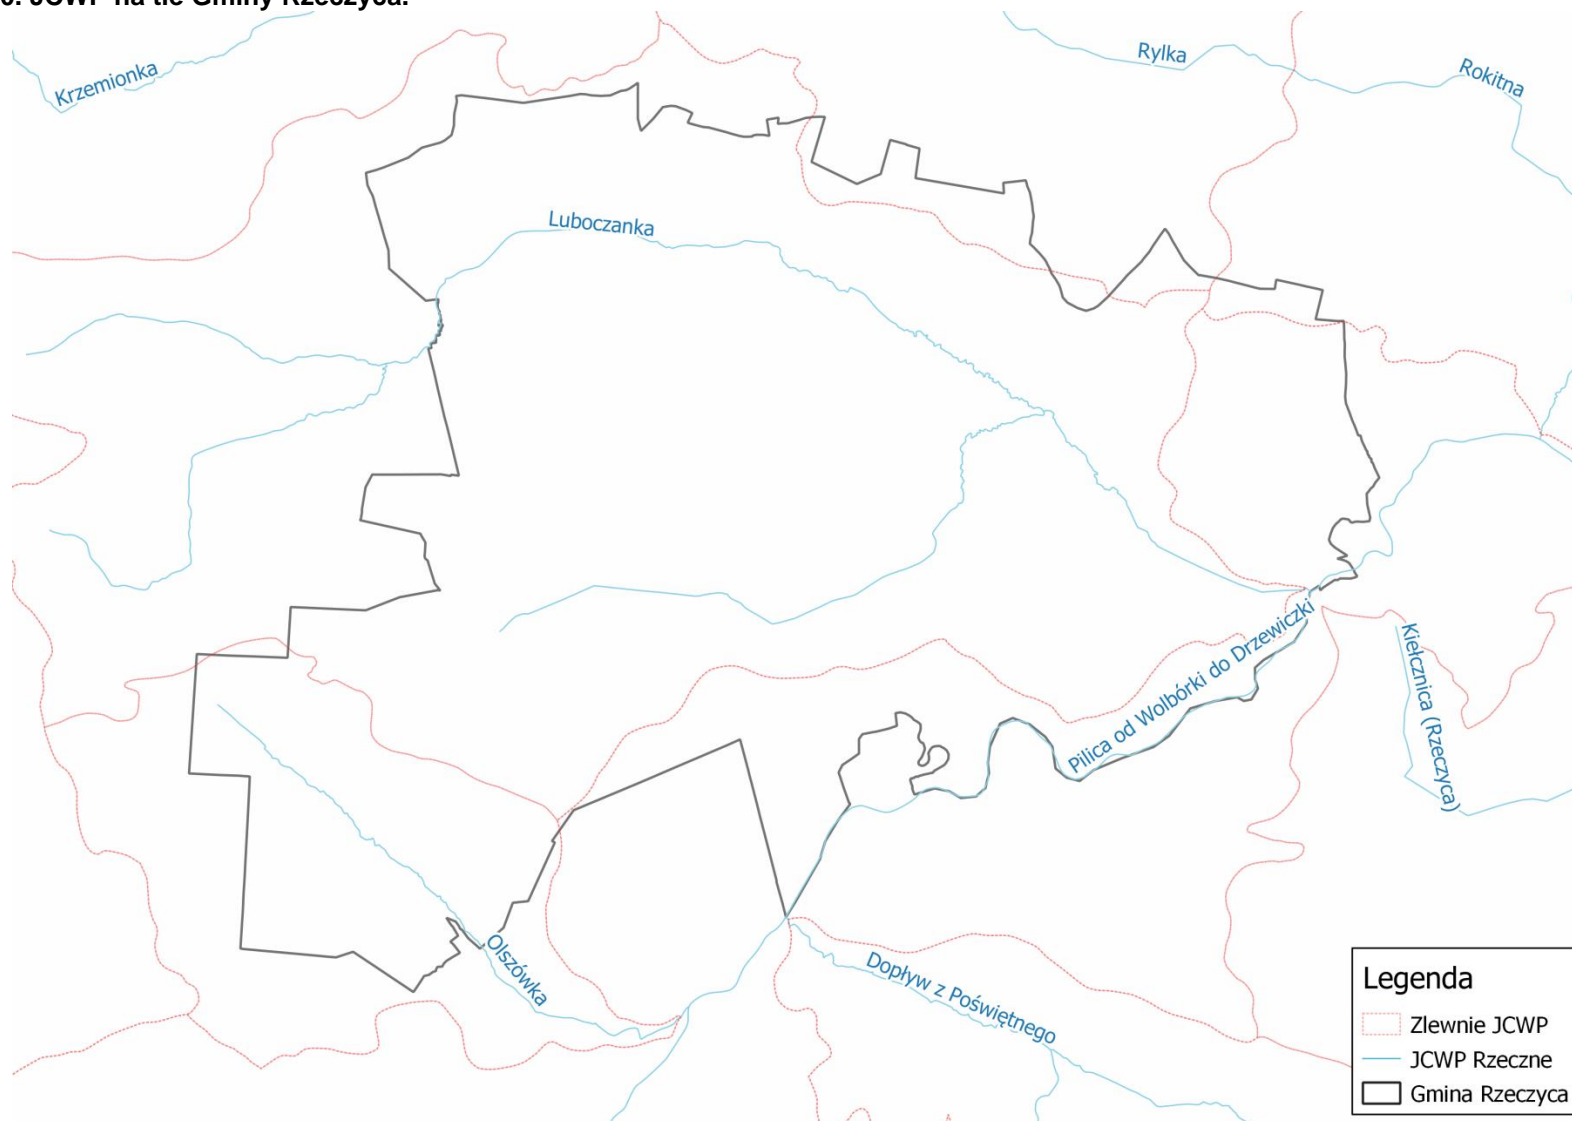 JCWP na tle Gminy Rzeczyca.
Krzemionka
Rylka
Rokitna
Luboczanka
Pilica od Wolbórki do Drzewiczki
Kiełcznica (Rzeczyca)
Olszówka
Dopływ z Poświętnego
Legenda
Zlewnie JCWP
JCWP Rzeczne
Gmina Rzeczyca